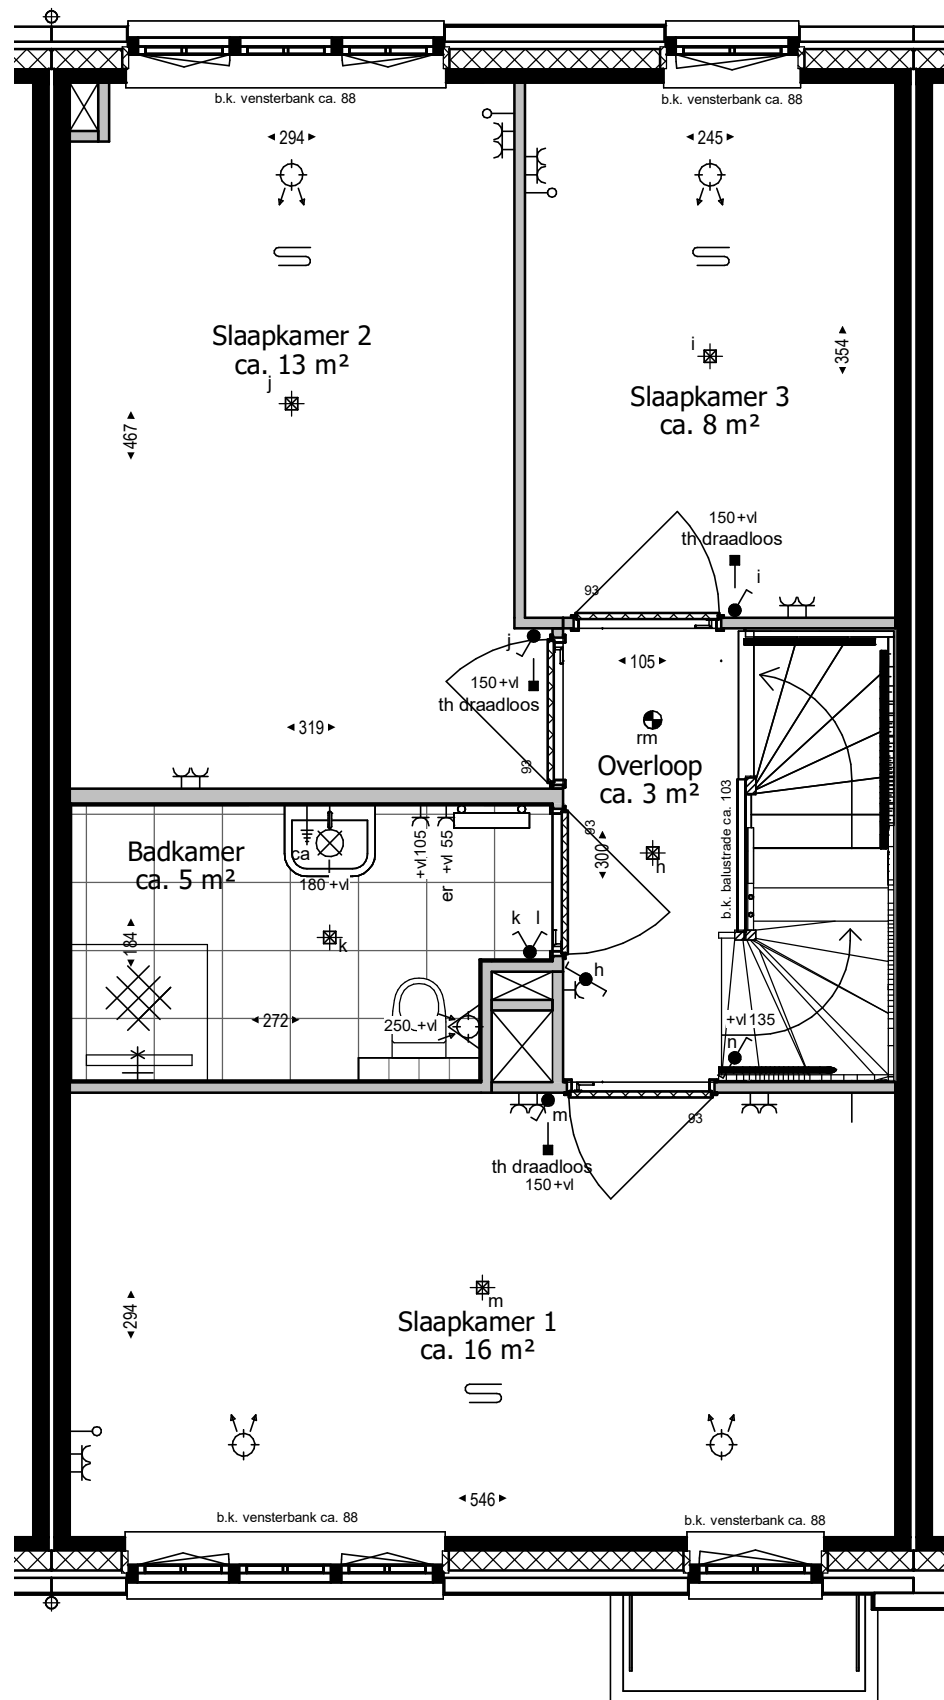 b.k. vensterbank ca. 88
b.k. vensterbank ca. 88
294
245
Slaapkamer 2
ca. 13 m²
j
i
354
Slaapkamer 3
ca. 8 m²
467
150+vl
th draadloos
93
i
j
105
150+vl
th draadloos
319
93
rm
Overloop
ca. 3 m²
b.k. balustrade ca. 103
Badkamer
ca. 5 m²
ca
180 +vl
+vl 105
er +vl 55
93
300
h
184
k
k l
h
272
250 +vl
+vl 135
n
m
93
th draadloos
150+vl
294
m
Slaapkamer 1
ca. 16 m²
546
b.k. vensterbank ca. 88
b.k. vensterbank ca. 88